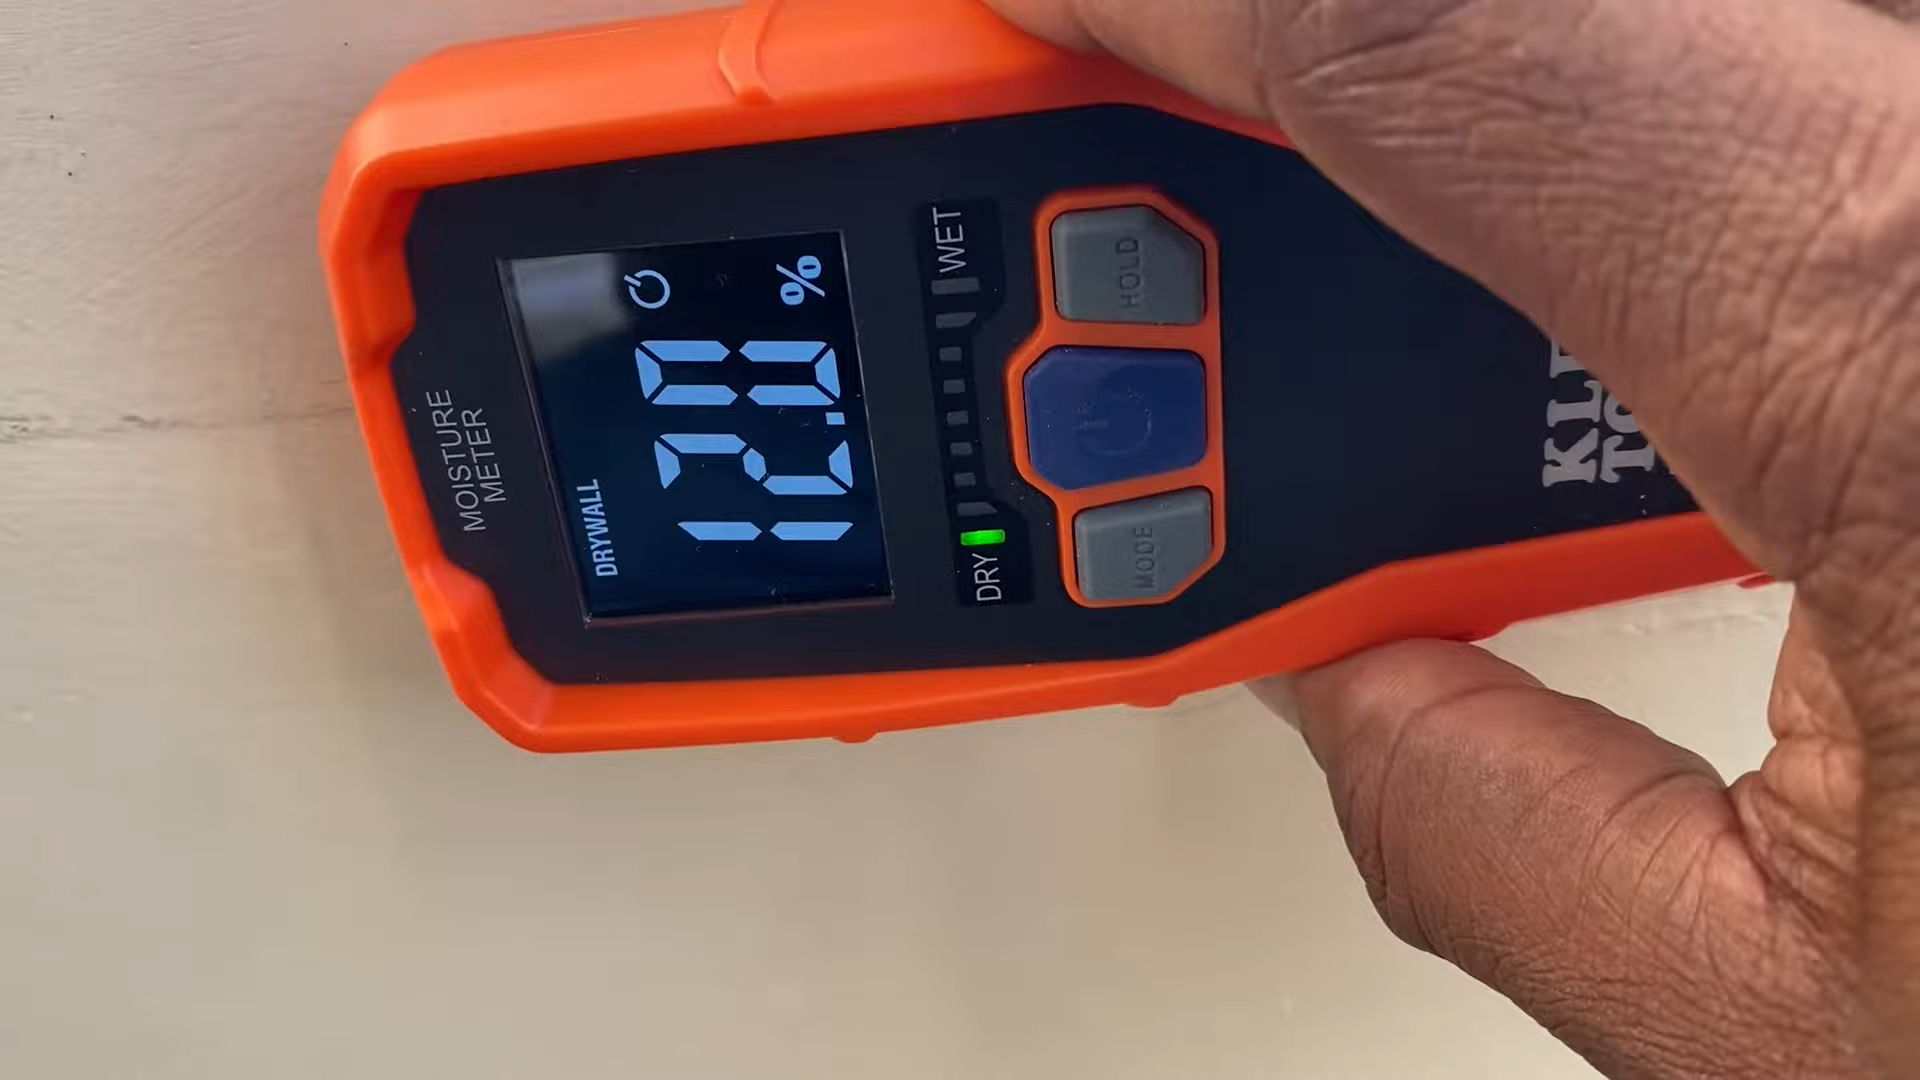 MOISTURE
METER
DRYWALL
12.0 %
DRY WET
MODE
HOLD